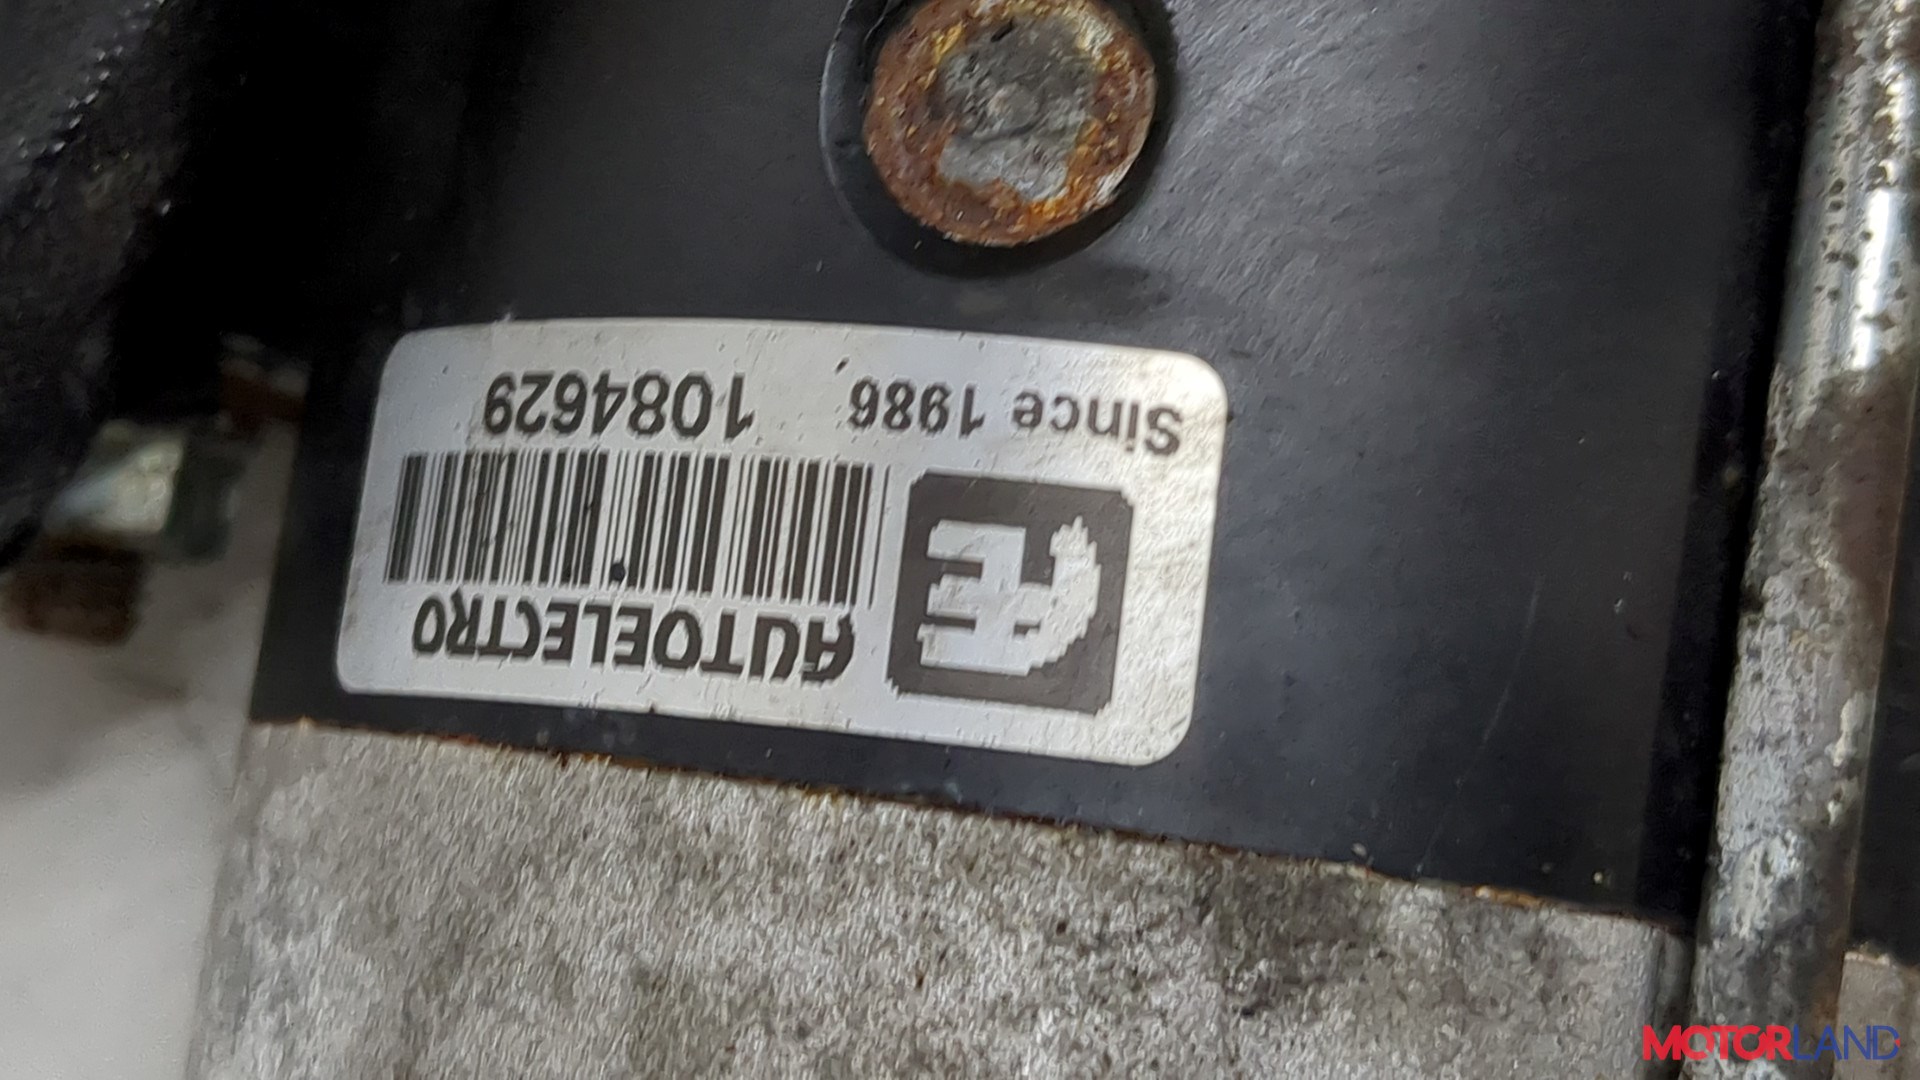 AUTOELECTRO
1084629
Since 1986
MOTORLAND